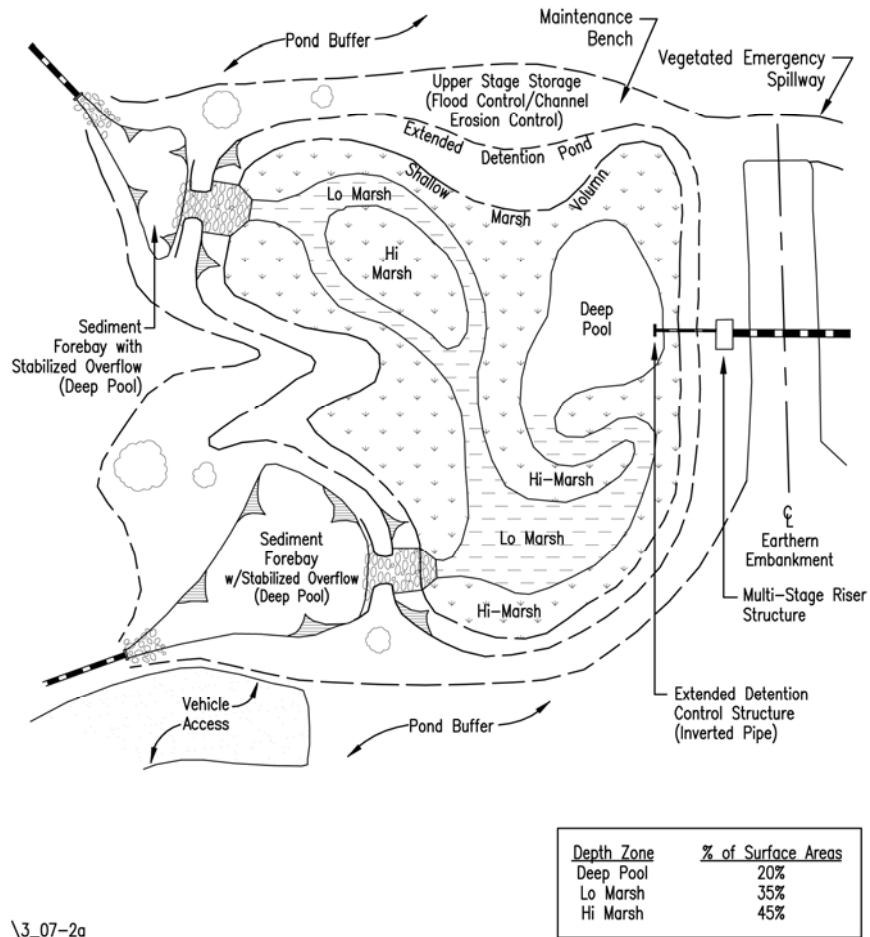 Maintenance
Bench
Pond Buffer
Vegetated Emergency
Spillway
Upper Stage Storage
(Flood Control/Channel
Erosion Control)
Extended Detention Pond
Shallow Marsh Volumn
Lo Marsh
Hi
Marsh
Deep
Pool
Sediment
Forebay with
Stabilized Overflow
(Deep Pool)
Hi-Marsh
Lo Marsh
Sediment
Forebay
w/Stabilized Overflow
(Deep Pool)
Hi-Marsh
℄
Earthern
Embankment
Multi-Stage Riser
Structure
Extended Detention
Control Structure
(Inverted Pipe)
Vehicle
Access
Pond Buffer
Depth Zone % of Surface Areas
Deep Pool 20%
Lo Marsh 35%
Hi Marsh 45%
\3_07-2a